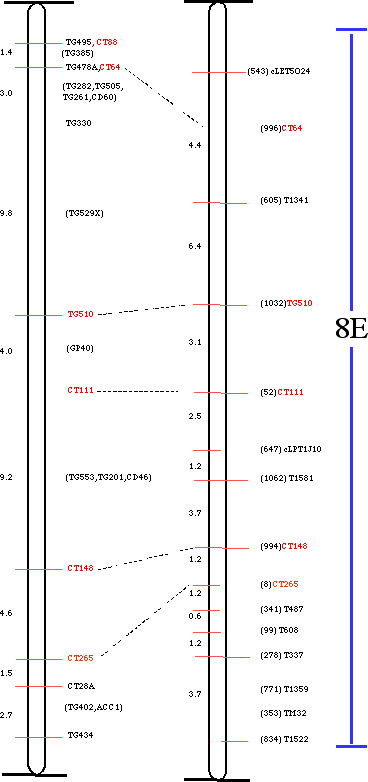 1.4
TG495, CT88
(TG385)
TG478A,CT64
3.0
(TG282,TG505,
TG261,CD60)
TG330
9.8
(TG529X)
TG510
4.0
(GP40)
CT111
9.2
(TG553,TG201,CD46)
CT148
4.6
CT265
1.5
CT28A
(TG402,ACC1)
2.7
TG434
(543) cLET5O24
(996)CT64
4.4
(605) T1341
6.4
(1032)TG510
3.1
(52) CT111
2.5
(647) cLPT1J10
1.2
(1062) T1581
3.7
(994)CT148
1.2
(8)CT265
1.2
(341) T487
0.6
(99) T608
1.2
(278) T337
(771) T1359
3.7
(353) TM32
(834) T1522
8E